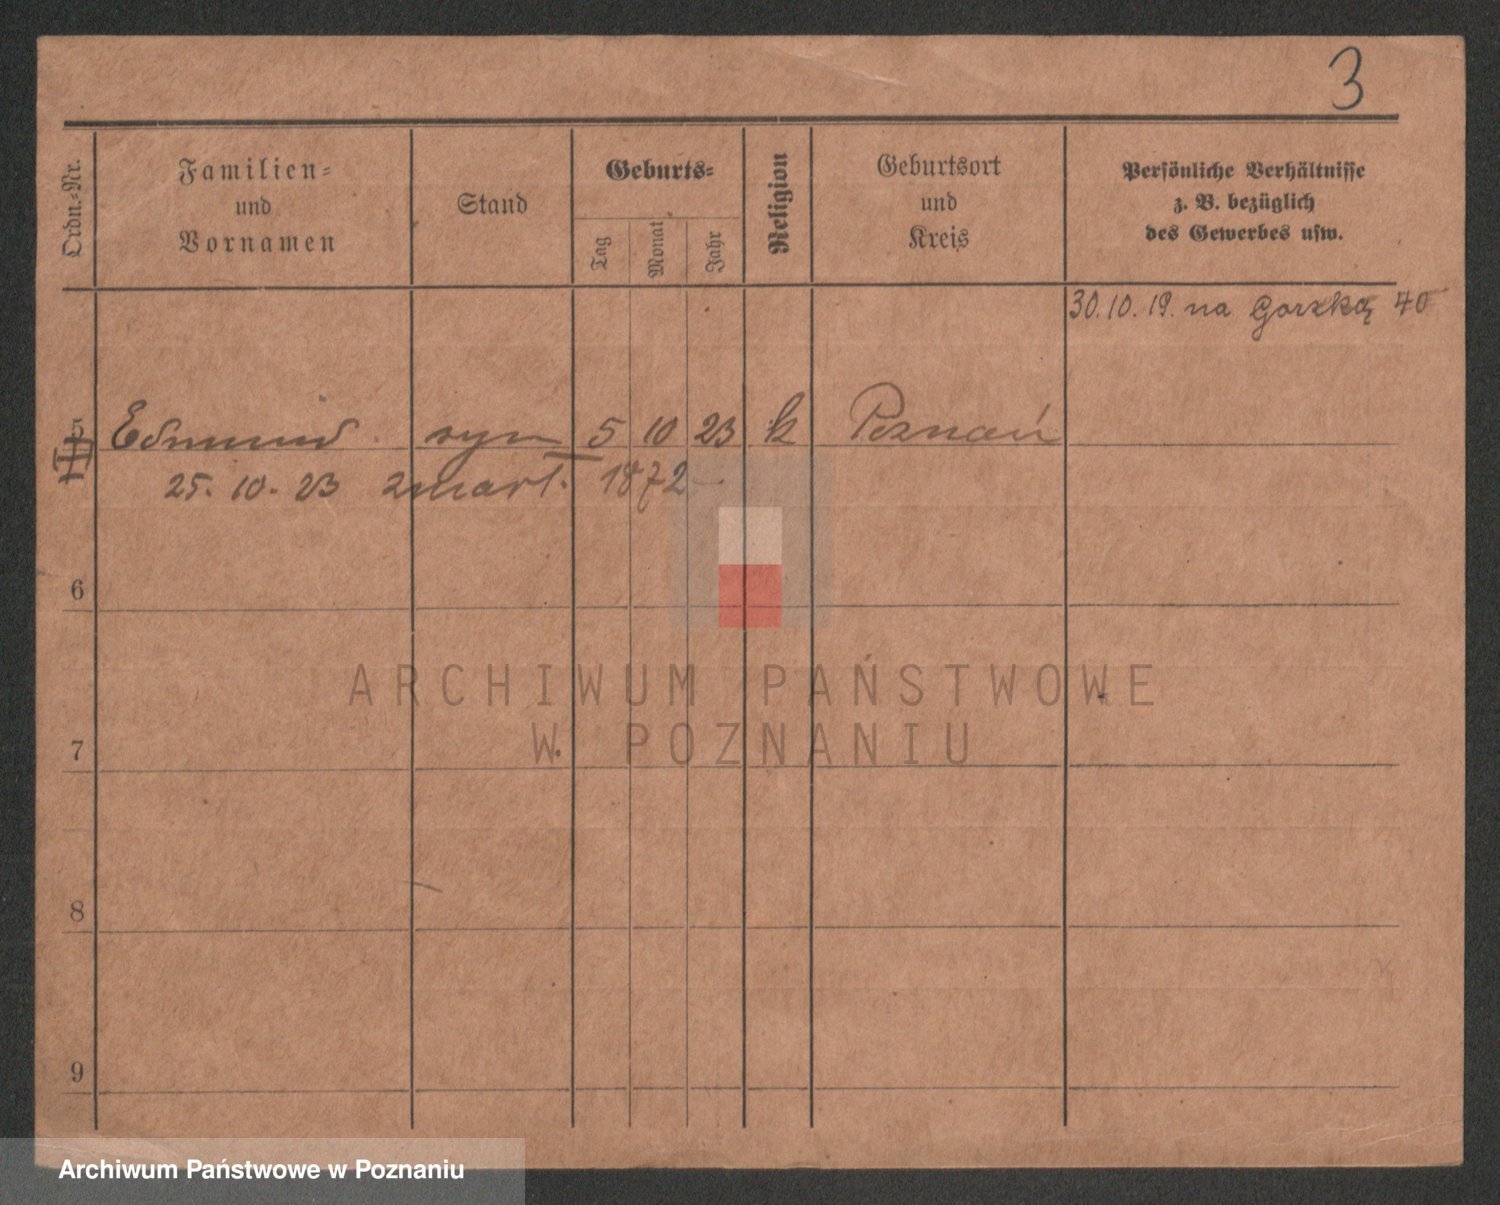 3
Ordn.-Nr.
Familien-
und
Vornamen
Stand
Geburts-
Tag
Monat
Jahr
Religion
Geburtsort
und
Kreis
Persönliche Verhältnisse
z. B. bezüglich
des Gewerbes usw.
30.10.19. na Gorzką 40
5 Edmund syn 5 10 23 k Poznań
25. 10. 23 zmarł. 1872
6
7
8
9
ARCHIWUM PAŃSTWOWE
W POZNANIU
Archiwum Państwowe w Poznaniu